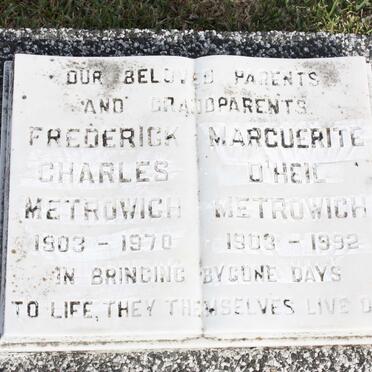 OUR BELOVED PARENTS
AND GRANDPARENTS
FREDERICK MARGUERITE
CHARLES O'HEIL
METROWICH METROWICH
1903 - 1970 1903 - 1992
IN BRINGING BYGONE DAYS
TO LIFE, THEY THEMSELVES LIVE